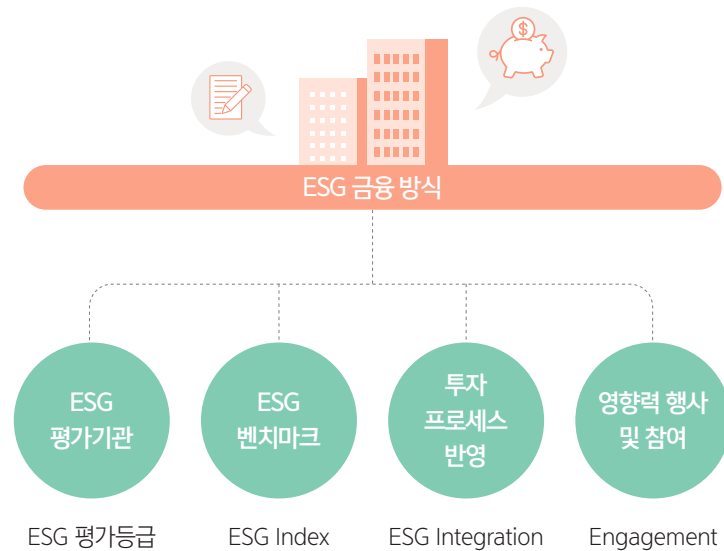 $
ESG 금융 방식
ESG
평가기관
ESG
벤치마크
투자
프로세스
반영
영향력 행사
및 참여
ESG 평가등급
ESG Index
ESG Integration
Engagement